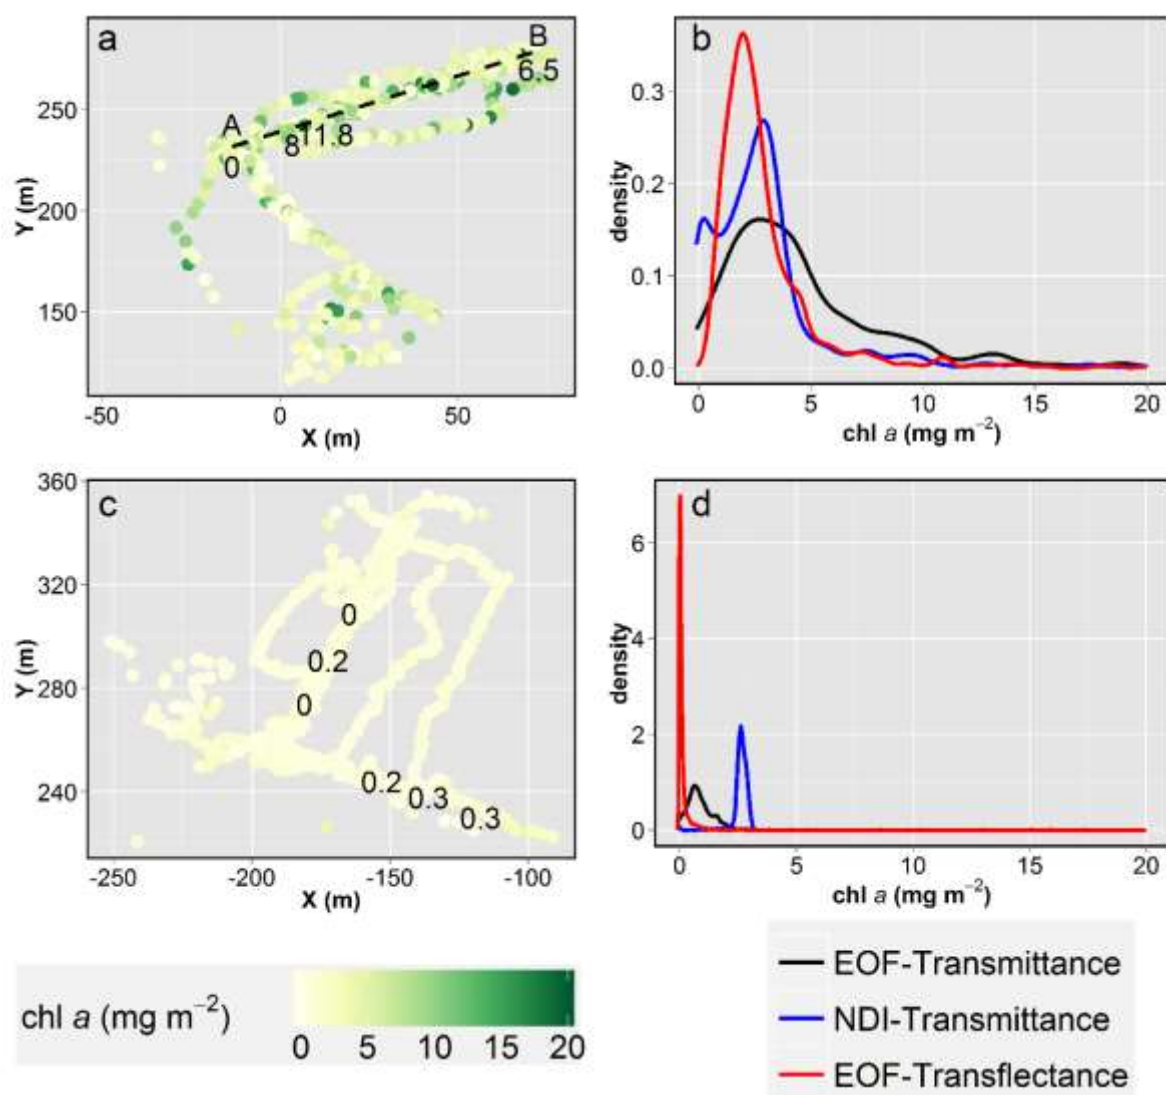 a
B
6.5
A
811.8
0
250
200
150
Y (m)
-50
0
50
X (m)
b
0.3
0.2
0.1
0.0
density
0
5
10
15
20
chl a (mg m−2)
c
360
320
280
240
Y (m)
0
0.2
0
0.2
0.3
0.3
-250
-200
-150
-100
X (m)
d
6
4
2
0
density
0
5
10
15
20
chl a (mg m−2)
chl a (mg m−2)
0 5 10 15 20
EOF-Transmittance
NDI-Transmittance
EOF-Transflectance